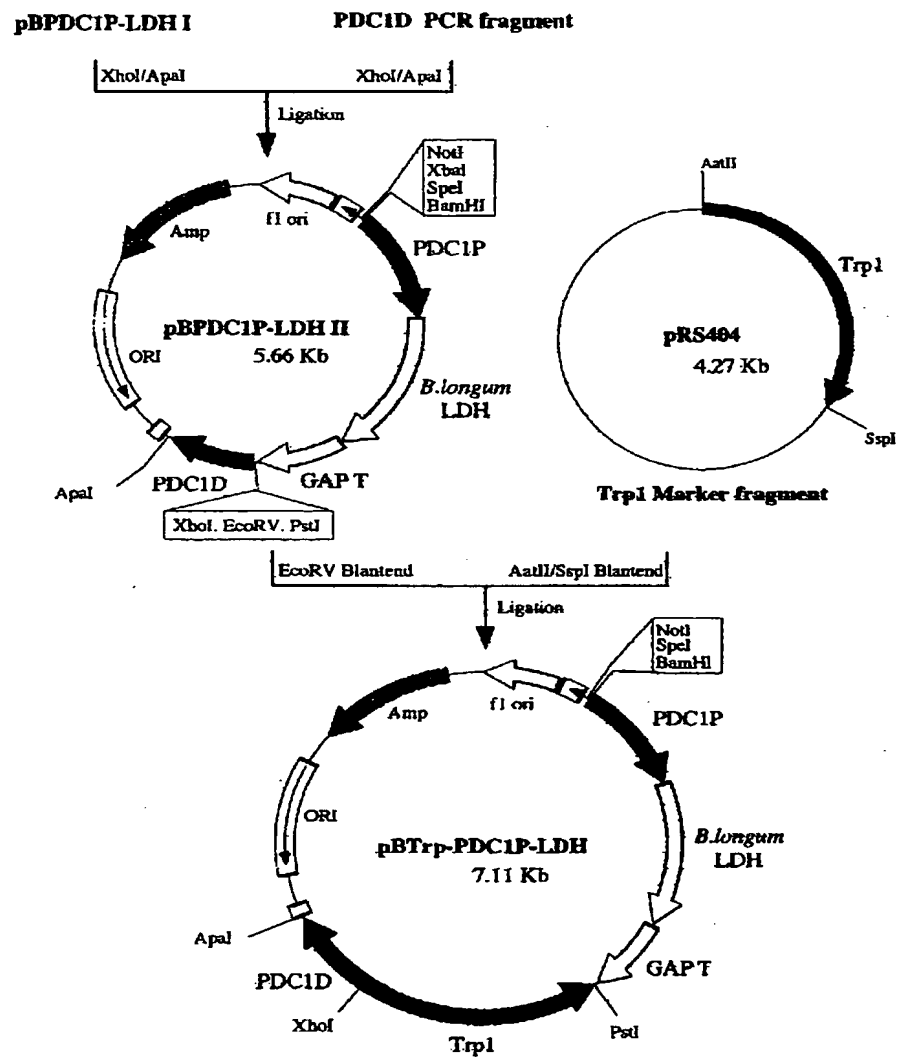 pBPDC1P-LDH I
PDC1D PCR fragment
XhoI/ApaI
XhoI/ApaI
Ligation
NotI
XbaI
SpeI
BamHI
f1 ori
Amp
PDC1P
pBPDC1P-LDH II
5.66 Kb
ORI
B.longum
LDH
GAP T
PDC1D
ApaI
XhoI. EcoRV. PstI
AatII
Trp1
pRS404
4.27 Kb
SspI
Trp1 Marker fragment
EcoRV Blantend
AatII/SspI Blantend
Ligation
NotI
SpeI
BamHI
f1 ori
Amp
PDC1P
ORI
pBTrp-PDC1P-LDH
7.11 Kb
B.longum
LDH
ApaI
GAP T
PDC1D
XhoI
PstI
Trp1